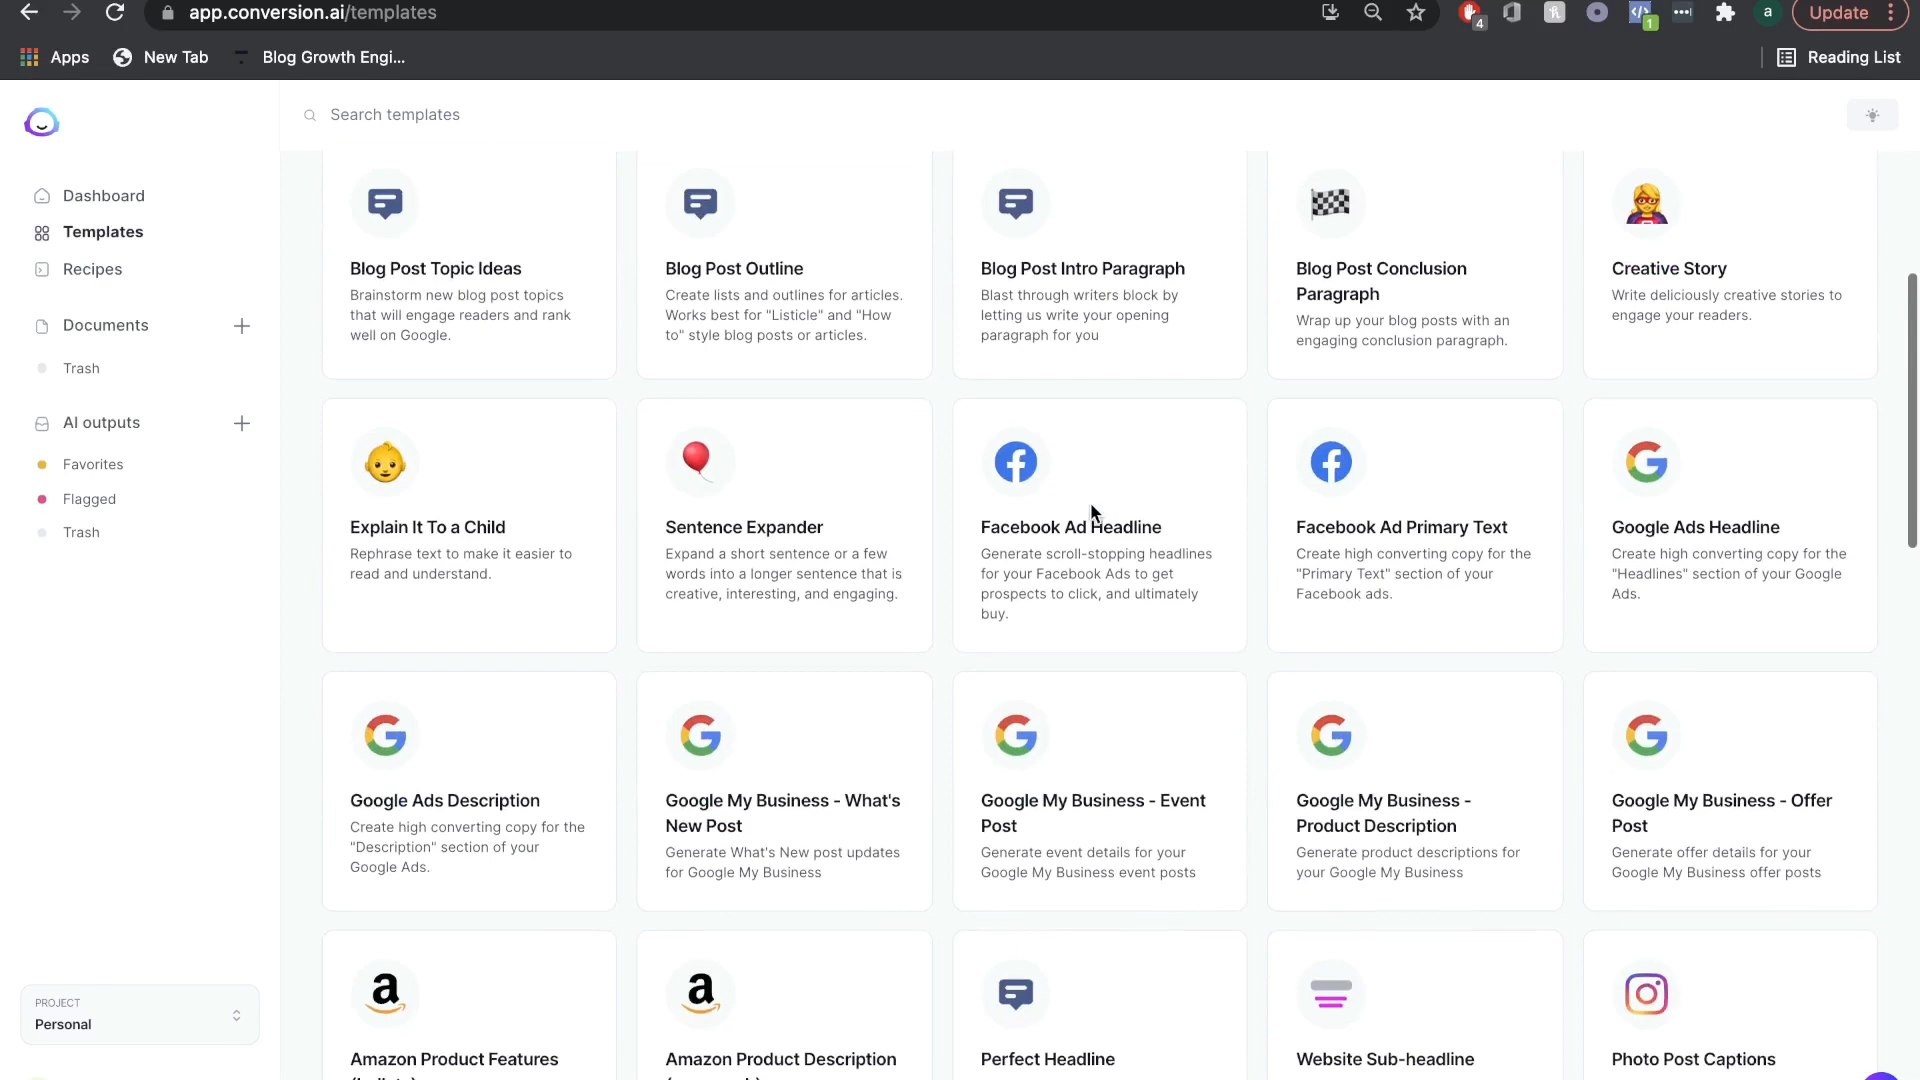 app.conversion.ai/templates
4
1
a
Update
Apps
New Tab
Blog Growth Engi...
Reading List
Search templates
Dashboard
Templates
Recipes
Documents
Trash
AI outputs
Favorites
Flagged
Trash
PROJECT
Personal
Blog Post Topic Ideas
Brainstorm new blog post topics
that will engage readers and rank
well on Google.
Blog Post Outline
Create lists and outlines for articles.
Works best for "Listicle" and "How
to" style blog posts or articles.
Blog Post Intro Paragraph
Blast through writers block by
letting us write your opening
paragraph for you
Blog Post Conclusion
Paragraph
Wrap up your blog posts with an
engaging conclusion paragraph.
Creative Story
Write deliciously creative stories to
engage your readers.
Explain It To a Child
Rephrase text to make it easier to
read and understand.
Sentence Expander
Expand a short sentence or a few
words into a longer sentence that is
creative, interesting, and engaging.
Facebook Ad Headline
Generate scroll-stopping headlines
for your Facebook Ads to get
prospects to click, and ultimately
buy.
Facebook Ad Primary Text
Create high converting copy for the
"Primary Text" section of your
Facebook ads.
Google Ads Headline
Create high converting copy for the
"Headlines" section of your Google
Ads.
Google Ads Description
Create high converting copy for the
"Description" section of your
Google Ads.
Google My Business - What's
New Post
Generate What's New post updates
for Google My Business
Google My Business - Event
Post
Generate event details for your
Google My Business event posts
Google My Business -
Product Description
Generate product descriptions for
your Google My Business
Google My Business - Offer
Post
Generate offer details for your
Google My Business offer posts
Amazon Product Features
Amazon Product Description
Perfect Headline
Website Sub-headline
Photo Post Captions